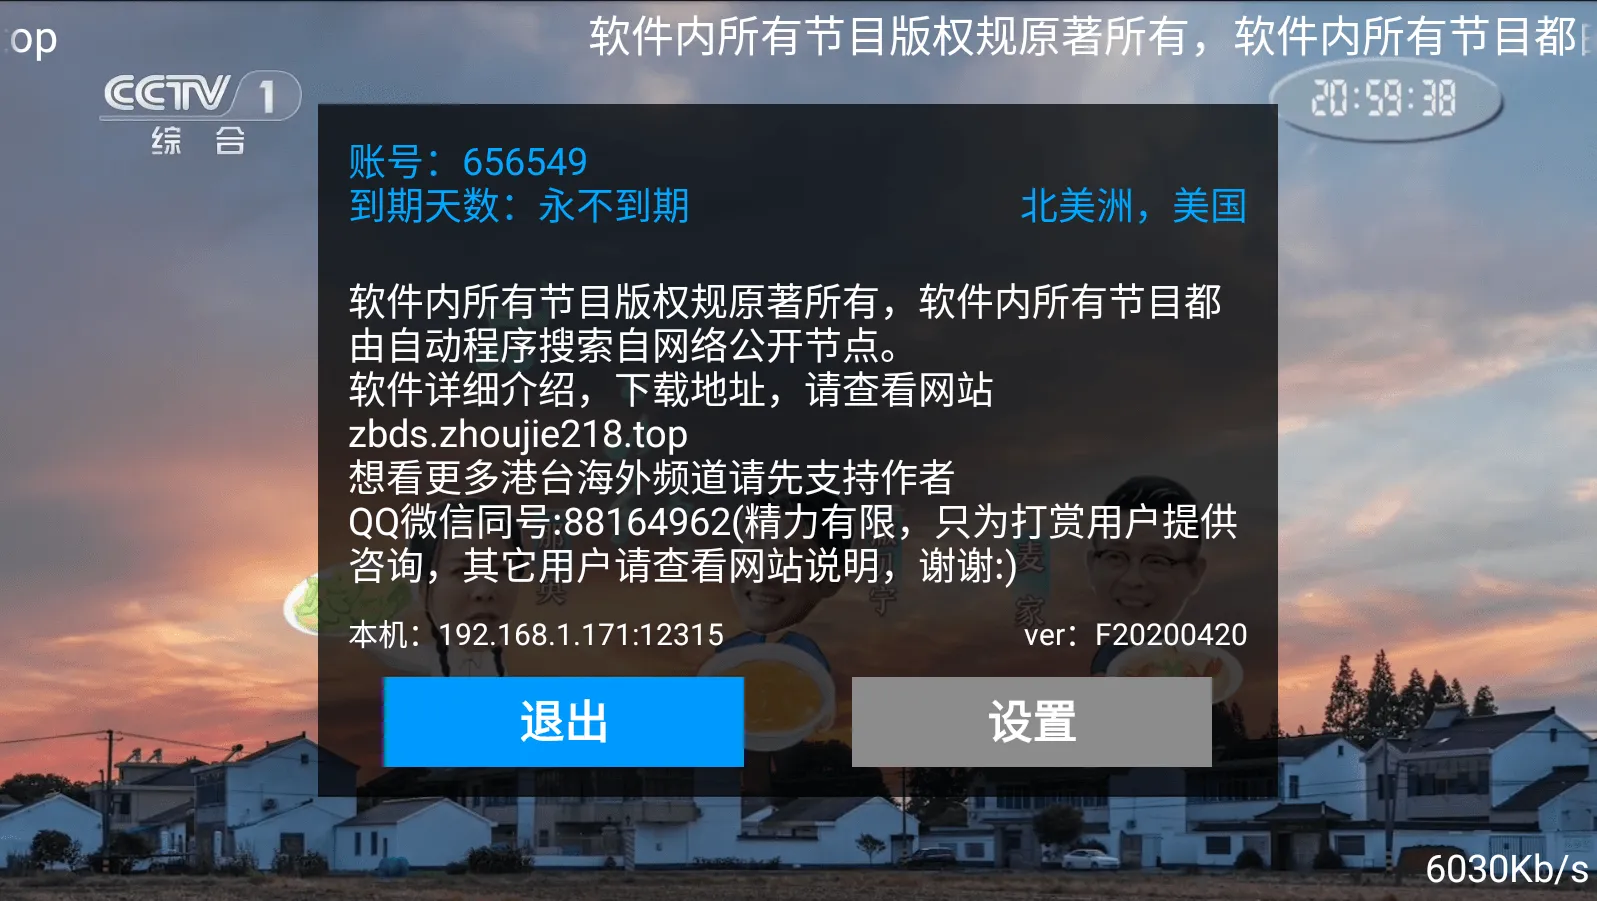 op
软件内所有节目版权规原著所有，软件内所有节目都
CCTV 1
综 合
20:59:38
账号：656549
到期天数：永不到期
北美洲，美国
软件内所有节目版权规原著所有，软件内所有节目都
由自动程序搜索自网络公开节点。
软件详细介绍，下载地址，请查看网站
zbds.zhoujie218.top
想看更多港台海外频道请先支持作者
QQ微信同号:88164962(精力有限，只为打赏用户提供
咨询，其它用户请查看网站说明，谢谢:)
英
宁
麦
家
本机：192.168.1.171:12315
ver：F20200420
退出
设置
6030Kb/s